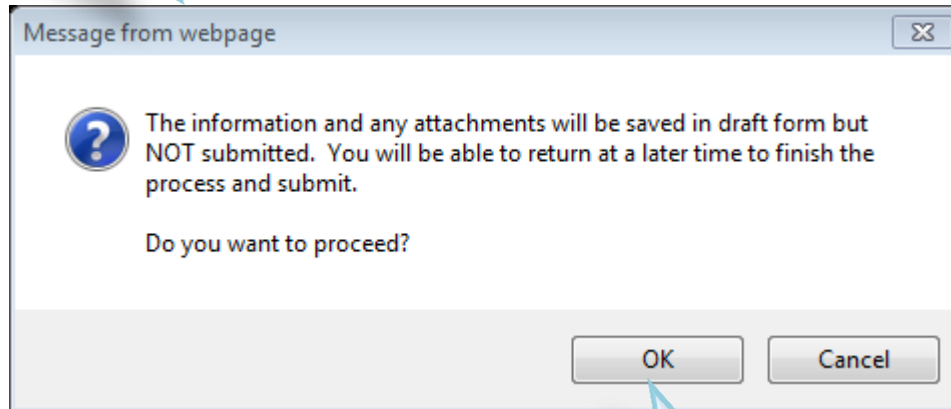 Message from webpage
The information and any attachments will be saved in draft form but
NOT submitted.  You will be able to return at a later time to finish the
process and submit.
Do you want to proceed?
OK
Cancel